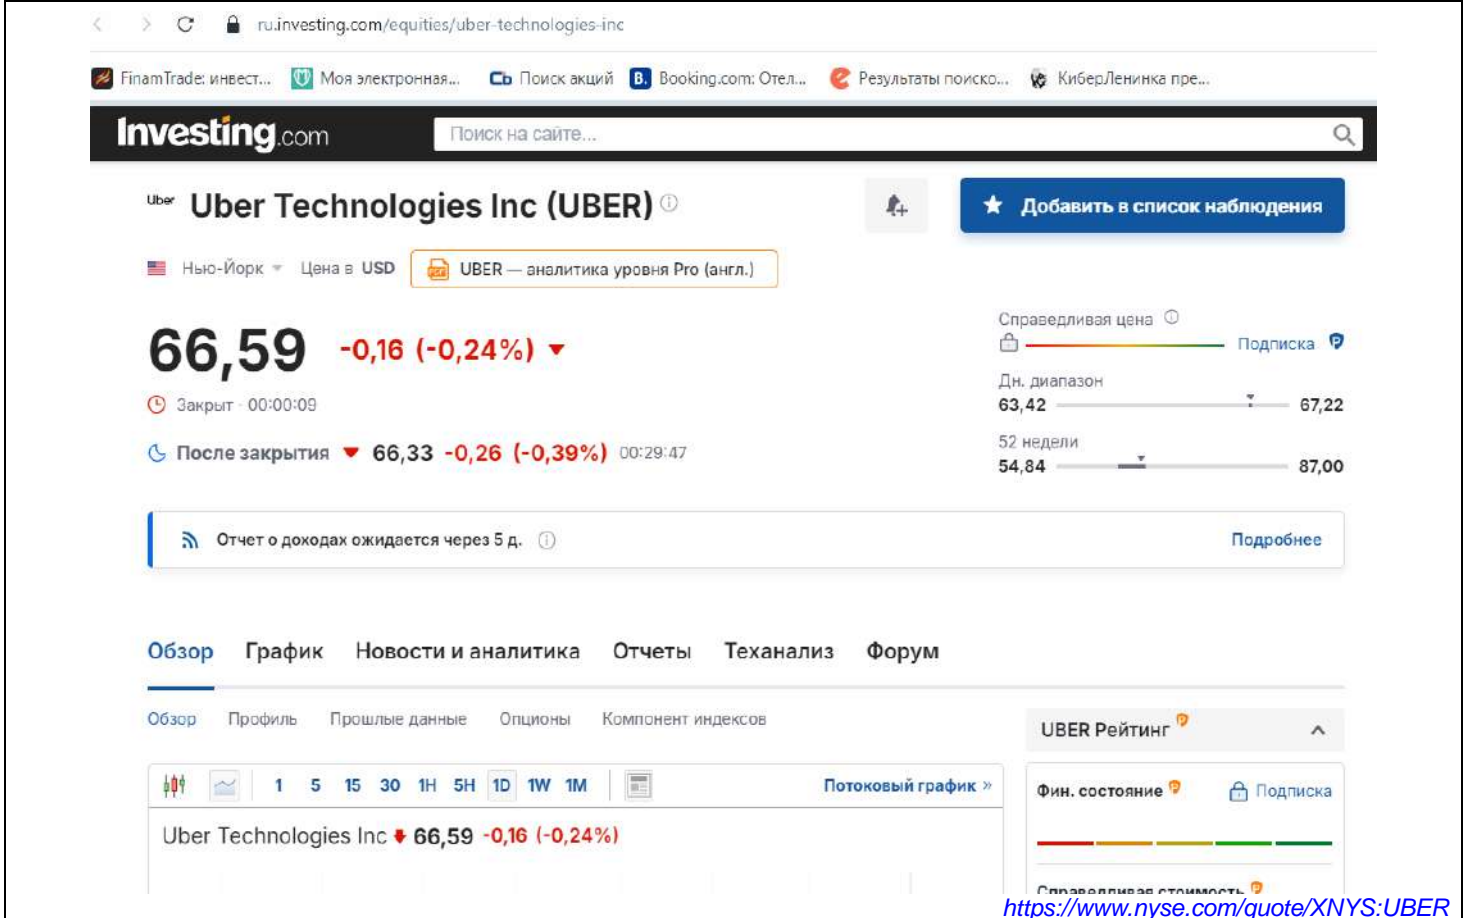 ru.investing.com/equities/uber-technologies-inc
FinamTrade: инвест... Моя электронная... Сb Поиск акций B. Booking.com: Отел... Результаты поиско... КиберЛенинка пре...
Investing.com Поиск на сайте...
Uber Uber Technologies Inc (UBER) Добавить в список наблюдения
Нью-Йорк Цена в USD UBER — аналитика уровня Pro (англ.)
66,59 -0,16 (-0,24%)
Справедливая цена
Подписка
Закрыт · 00:00:09
Дн. диапазон
63,42 67,22
После закрытия 66,33 -0,26 (-0,39%) 00:29:47
52 недели
54,84 87,00
Отчет о доходах ожидается через 5 д. Подробнее
Обзор График Новости и аналитика Отчеты Теханализ Форум
Обзор Профиль Прошлые данные Опционы Компонент индексов
UBER Рейтинг
1 5 15 30 1H 5H 1D 1W 1M Потоковый график »
Фин. состояние Подписка
Uber Technologies Inc 66,59 -0,16 (-0,24%)
Справедливая стоимость
https://www.nyse.com/quote/XNYS:UBER